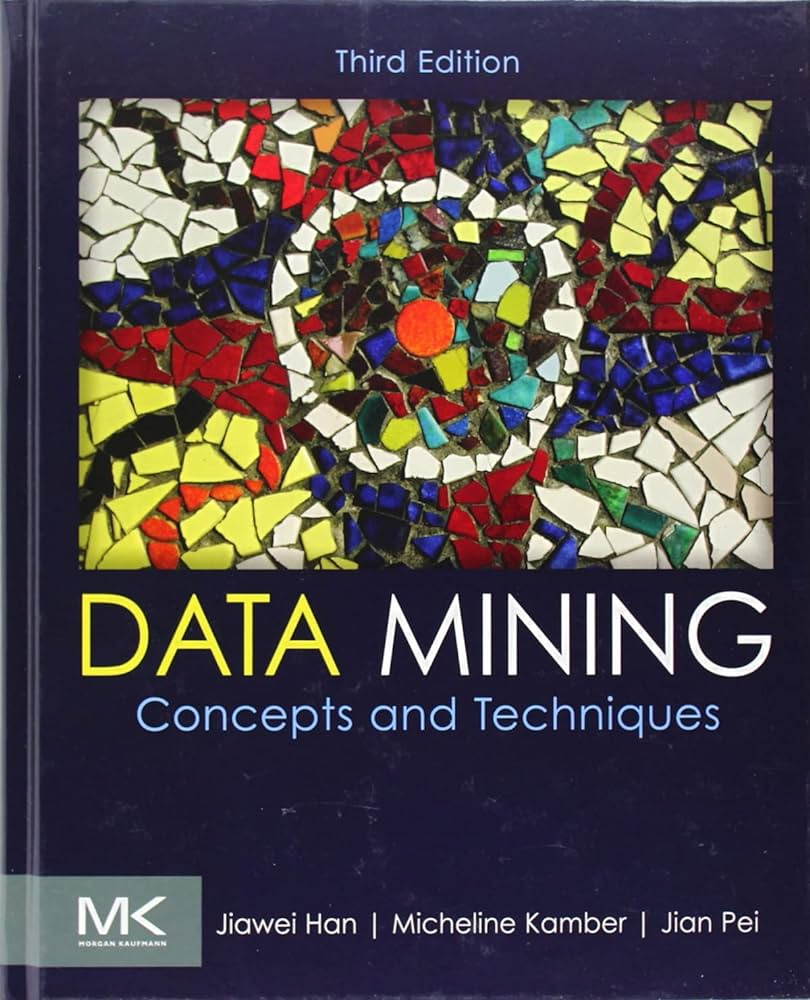 Third Edition
DATA MINING
Concepts and Techniques
MK
MORGAN KAUFMANN
Jiawei Han | Micheline Kamber | Jian Pei